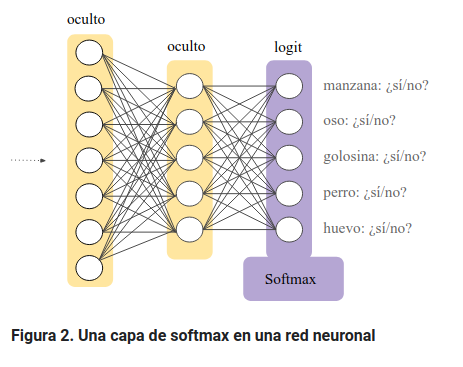 oculto
oculto
logit
manzana: ¿sí/no?
oso: ¿sí/no?
golosina: ¿sí/no?
perro: ¿sí/no?
huevo: ¿sí/no?
Softmax
Figura 2. Una capa de softmax en una red neuronal